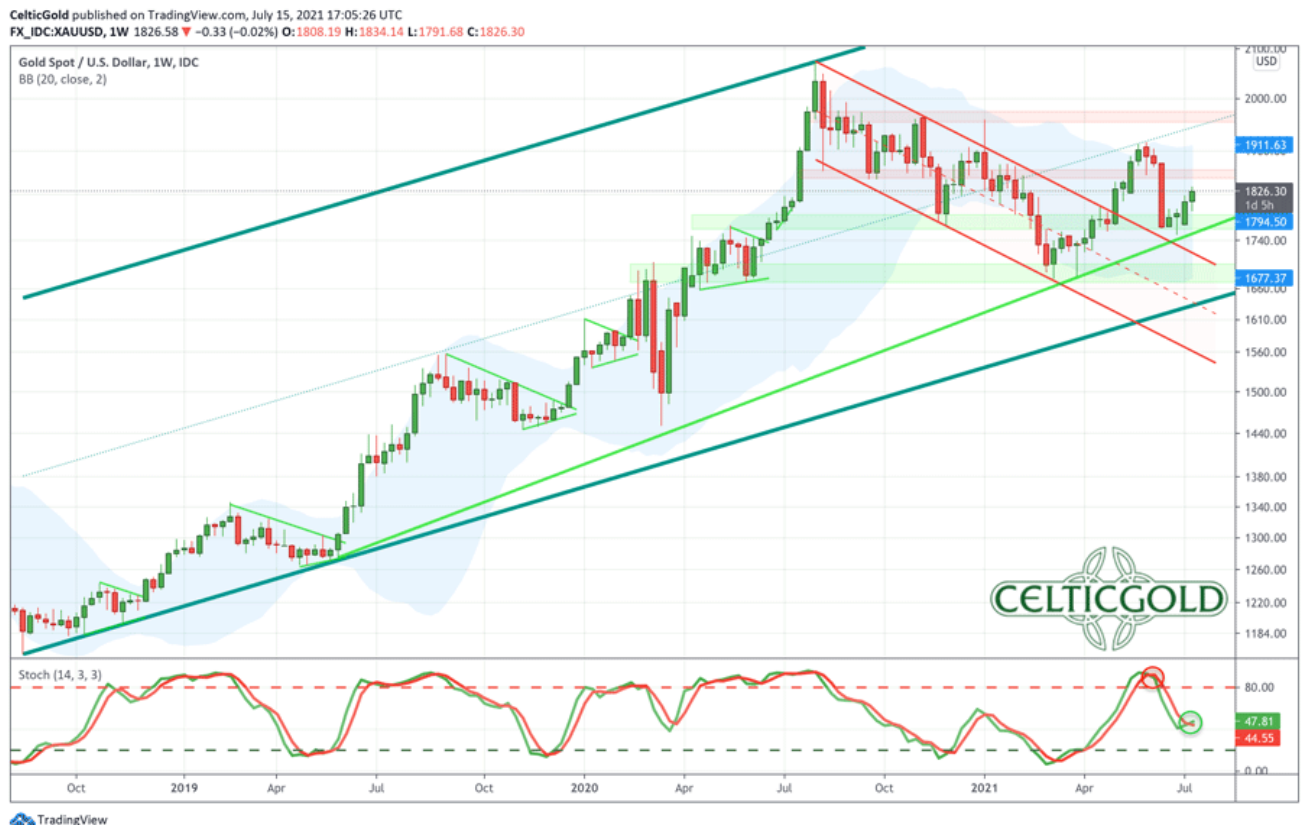 CelticGold published on TradingView.com, July 15, 2021 17:05:26 UTC
FX_IDC:XAUUSD, 1W 1826.58 ▼ −0.33 (−0.02%) O:1808.19 H:1834.14 L:1791.68 C:1826.30
Gold Spot / U.S. Dollar, 1W, IDC
BB (20, close, 2)
2100.00
USD
2000.00
1911.63
1826.30
1d 5h
1794.50
1740.00
1677.37
1660.00
1610.00
1560.00
1500.00
1440.00
1380.00
1340.00
1300.00
1260.00
1220.00
1184.00
CELTICGOLD
Stoch (14, 3, 3)
80.00
47.81
44.55
0.00
Oct 2019 Apr Jul Oct 2020 Apr Jul Oct 2021 Apr Jul
TradingView